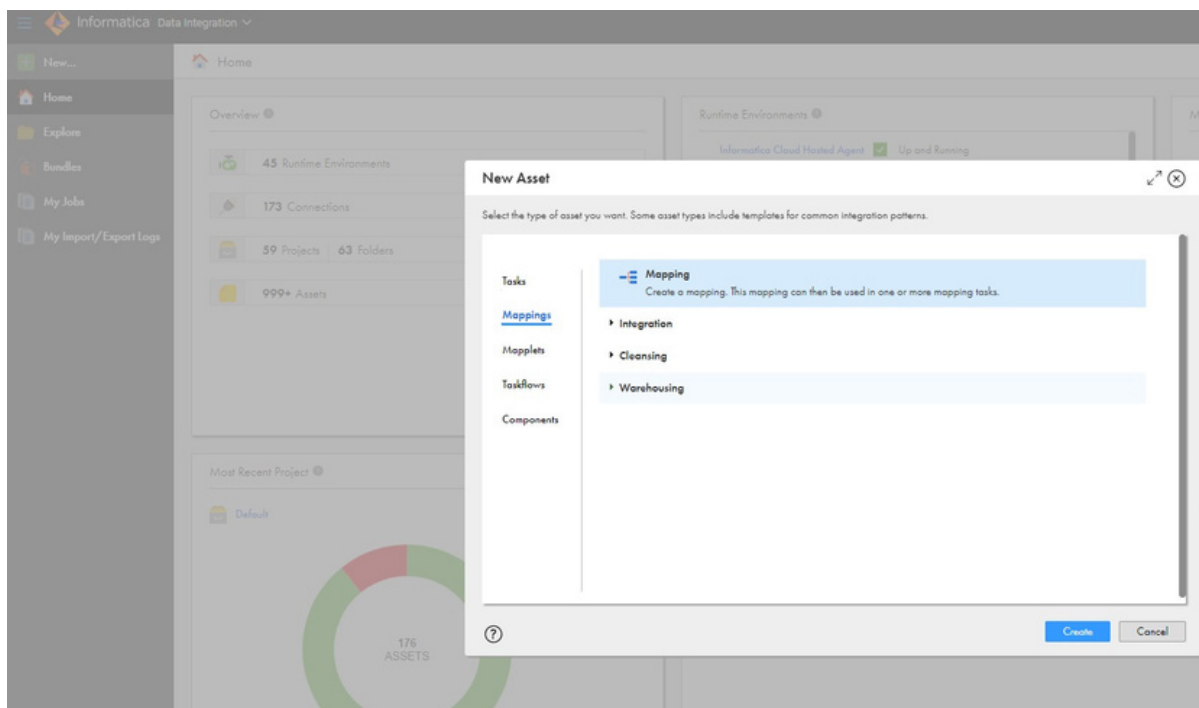 Informatica Data Integration
New...
Home
Home
Explore
Bundles
My Jobs
My Import/Export Logs
Overview
45 Runtime Environments
173 Connections
59 Projects 63 Folders
999+ Assets
Runtime Environments
Informatica Cloud Hosted Agent Up and Running
M
New Asset
Select the type of asset you want. Some asset types include templates for common integration patterns.
Tasks
Mappings
Mapplets
Taskflows
Components
Mapping
Create a mapping. This mapping can then be used in one or more mapping tasks.
Integration
Cleansing
Warehousing
? Create Cancel
Most Recent Project
Default
176
ASSETS